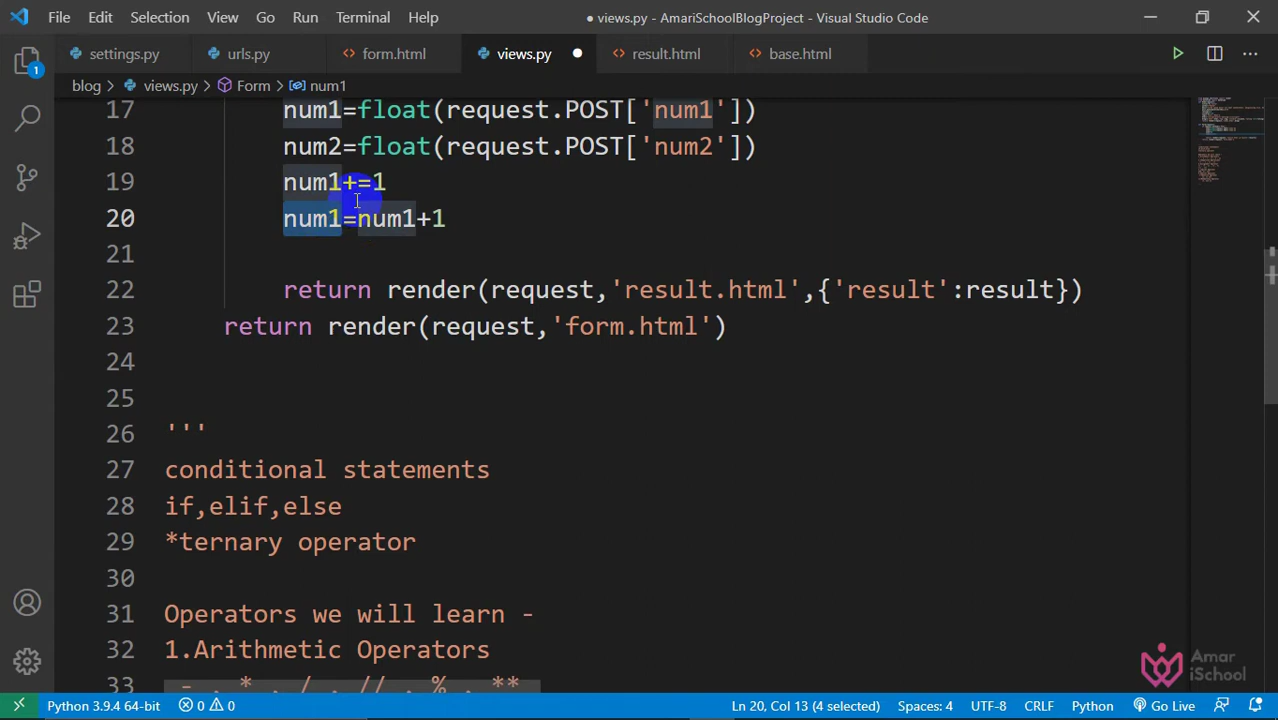 File Edit Selection View Go Run Terminal Help
● views.py - AmariSchoolBlogProject - Visual Studio Code
settings.py urls.py form.html views.py result.html base.html
blog > views.py > Form > num1
17 num1=float(request.POST['num1'])
18 num2=float(request.POST['num2'])
19 num1+=1
20 num1=num1+1
21
22 return render(request,'result.html',{'result':result})
23 return render(request,'form.html')
24
25
26 '''
27 conditional statements
28 if,elif,else
29 *ternary operator
30
31 Operators we will learn -
32 1.Arithmetic Operators
33 - , * , / , // , % , **
Amar
iSchool
1
Python 3.9.4 64-bit 0 0 Ln 20, Col 13 (4 selected) Spaces: 4 UTF-8 CRLF Python Go Live